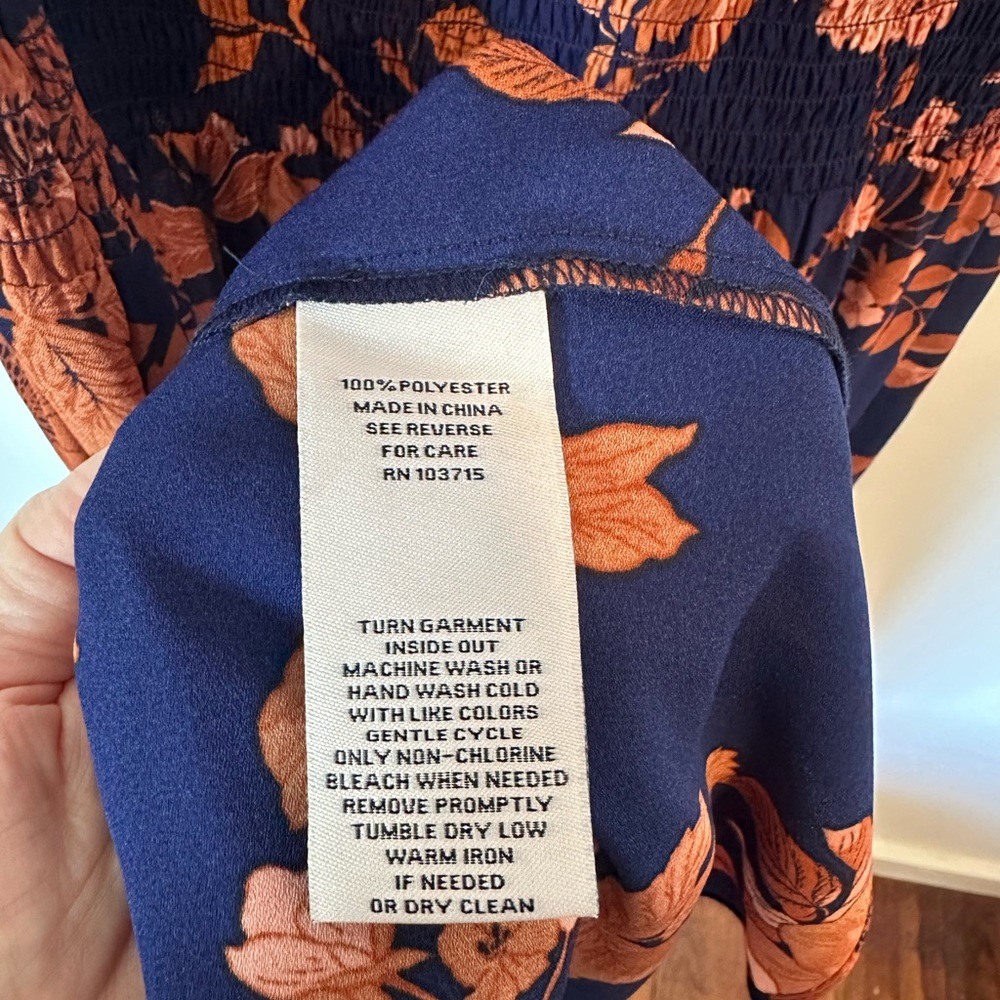 100% POLYESTER
MADE IN CHINA
SEE REVERSE
FOR CARE
RN 103715
TURN GARMENT
INSIDE OUT
MACHINE WASH OR
HAND WASH COLD
WITH LIKE COLORS
GENTLE CYCLE
ONLY NON-CHLORINE
BLEACH WHEN NEEDED
REMOVE PROMPTLY
TUMBLE DRY LOW
WARM IRON
IF NEEDED
OR DRY CLEAN